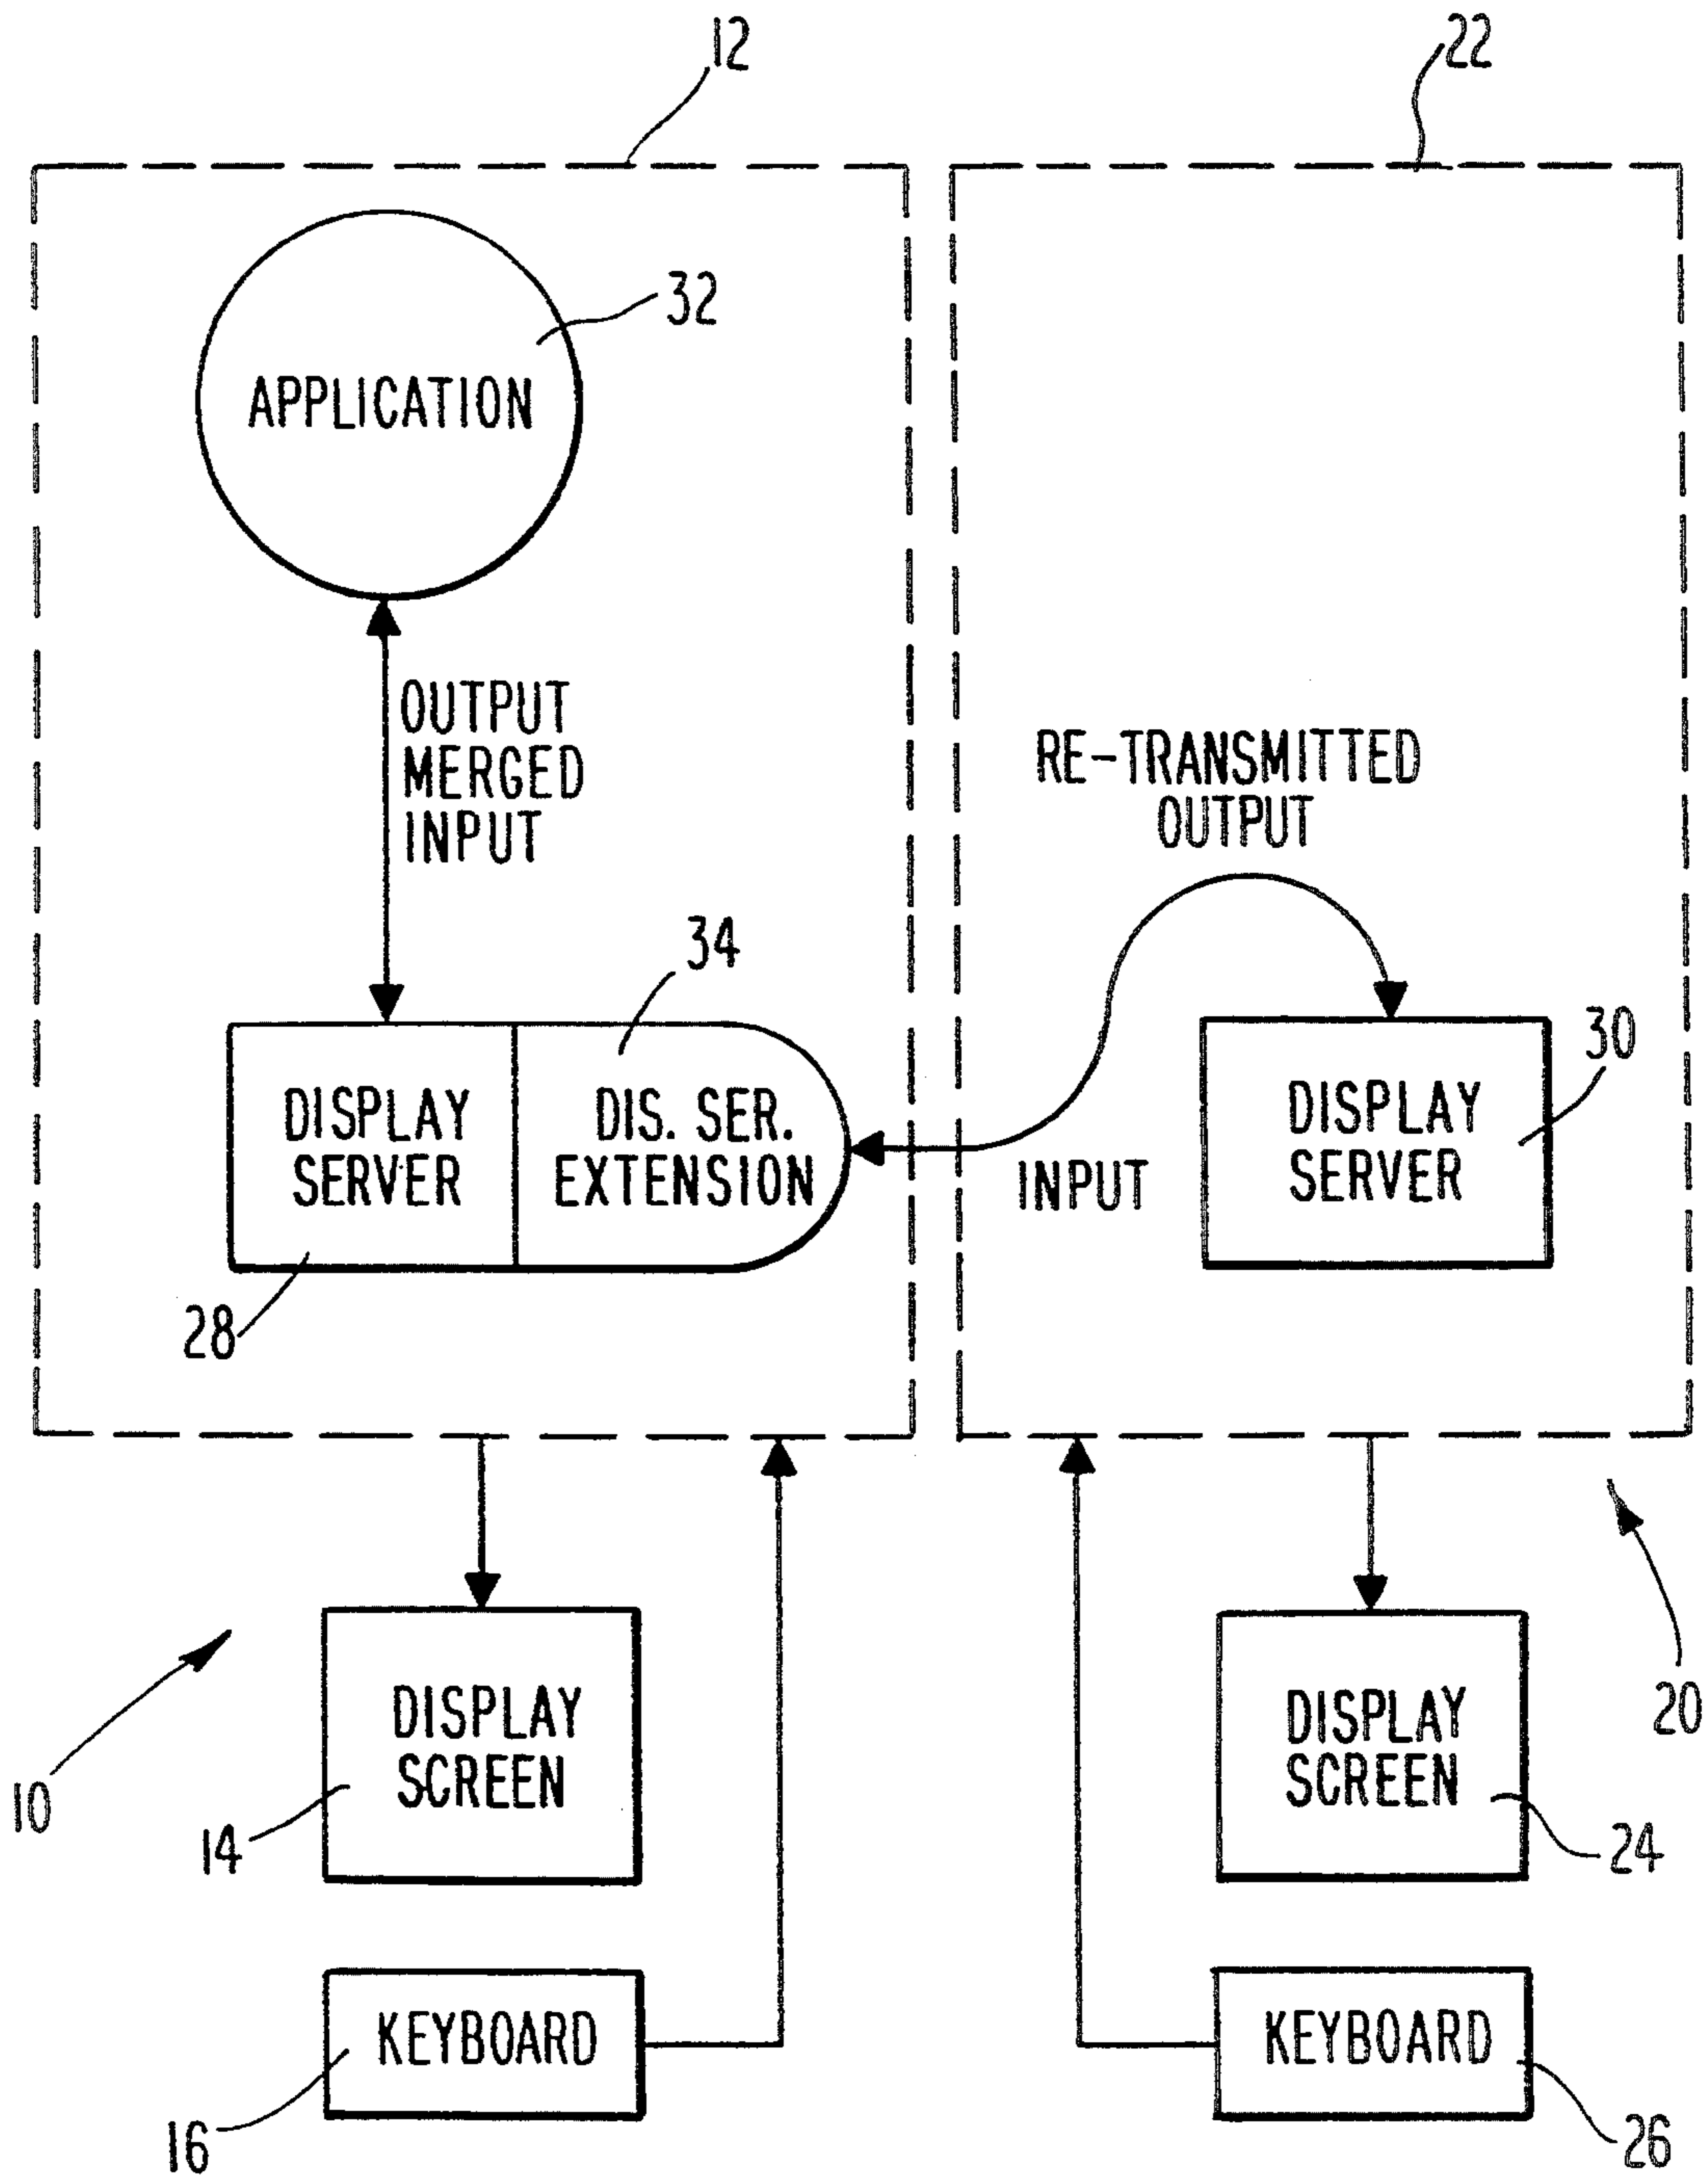 12
22
32
APPLICATION
OUTPUT
MERGED
INPUT
RE-TRANSMITTED
OUTPUT
34
30
DISPLAY
SERVER
DIS. SER.
EXTENSION
INPUT
DISPLAY
SERVER
28
10
DISPLAY
SCREEN
14
DISPLAY
SCREEN
20
24
KEYBOARD
16
KEYBOARD
26